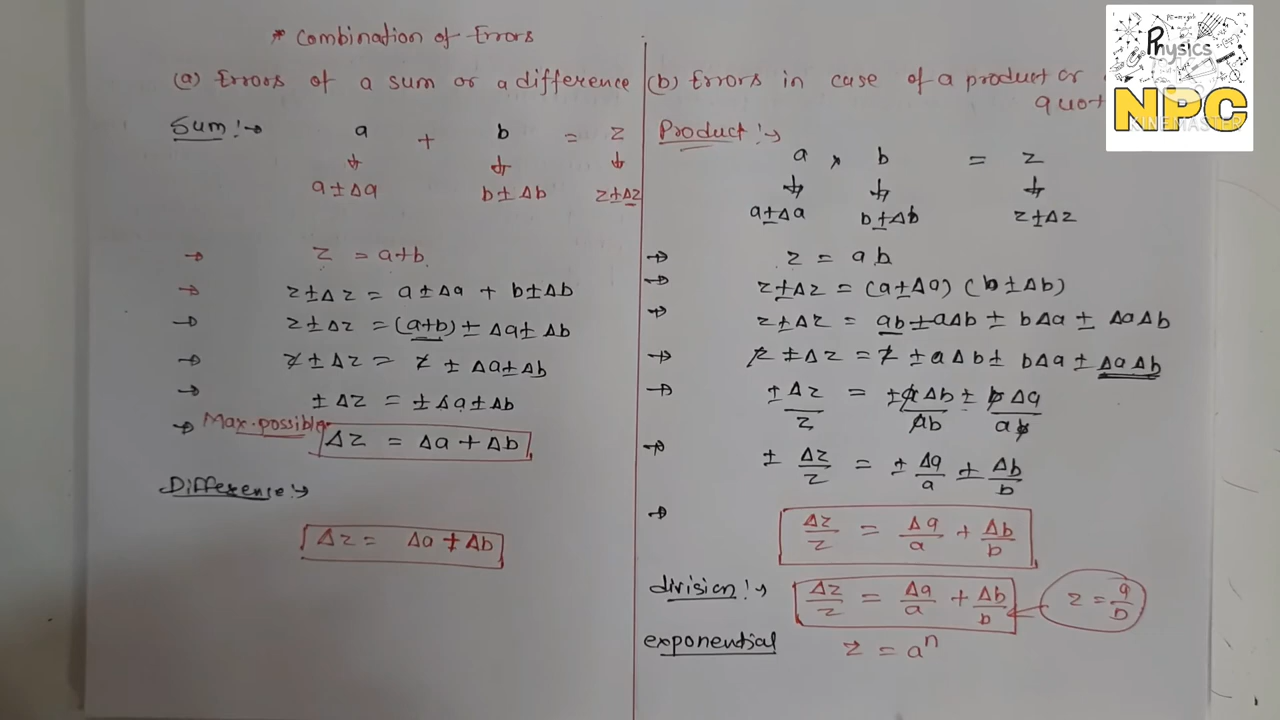 * Combination of Errors
(a) Errors of a sum or a difference
Sum :→ a + b = z
a±Δa b±Δb z±Δz
→ z = a+b
→ z±Δz = a±Δa + b±Δb
→ z±Δz = (a+b) ± Δa± Δb
→ z±Δz = z ± Δa±Δb
→ ±Δz = ±Δa±Δb
→ Max.possible Δz = Δa + Δb
Difference :→
Δz = Δa + Δb
(b) Errors in case of a product or
quot
Product :→
a × b = z
a±Δa b±Δb z±Δz
→ z = ab
→ z±Δz = (a±Δa) (b±Δb)
→ z±Δz = ab ±aΔb ± bΔa ± ΔaΔb
→ z ±Δz = z ±aΔb± bΔa± ΔaΔb
→ ±Δz/z = ±aΔb/ab ± bΔa/ab
→ ± Δz/z = ± Δa/a ± Δb/b
→ Δz/z = Δa/a + Δb/b
division :→ Δz/z = Δa/a + Δb/b z = a/b
exponential z = aⁿ
Physics
NPC
KINEMASTER